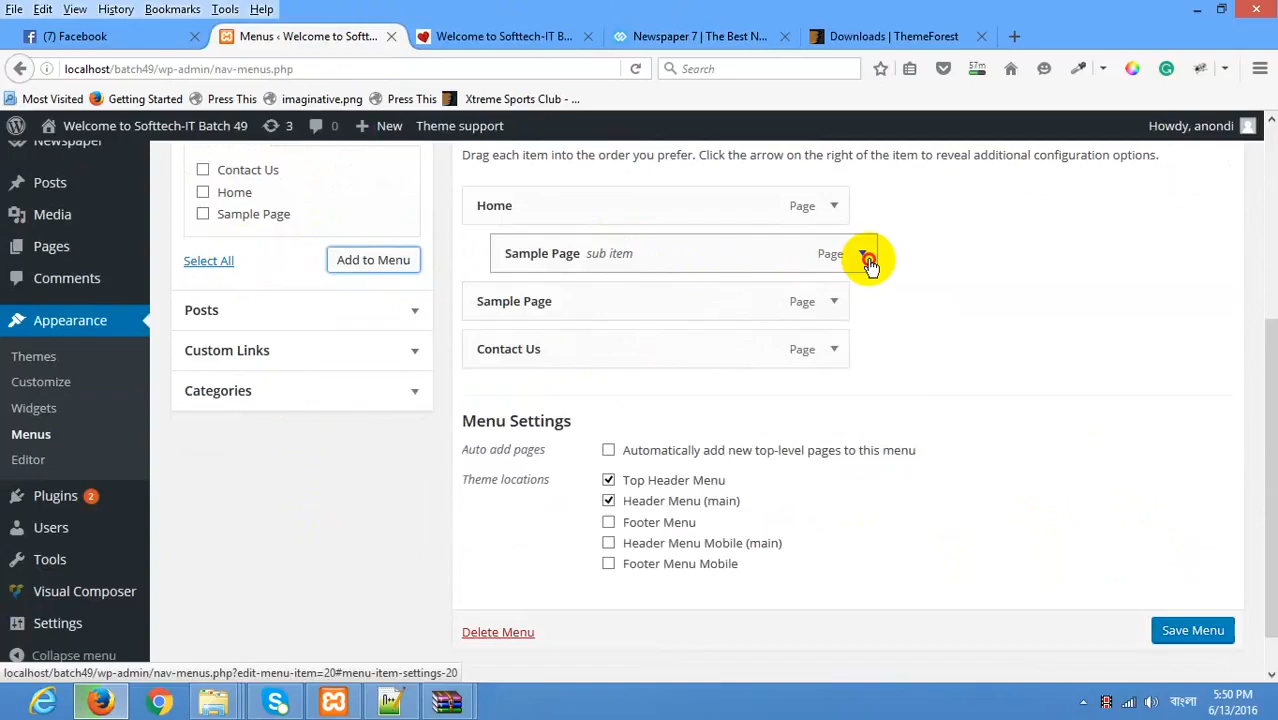 File Edit View History Bookmarks Tools Help
(7) Facebook
Menus ‹ Welcome to Softt...
Welcome to Softtech-IT B...
Newspaper 7 | The Best N...
Downloads | ThemeForest
localhost/batch49/wp-admin/nav-menus.php
Search
57m
Most Visited Getting Started Press This imaginative.png Press This Xtreme Sports Club - ...
Welcome to Softtech-IT Batch 49 3 0 New Theme support Howdy, anondi
Newspaper
Posts
Media
Pages
Comments
Appearance
Themes
Customize
Widgets
Menus
Editor
Plugins 2
Users
Tools
Visual Composer
Settings
Collapse menu
Contact Us
Home
Sample Page
Select All Add to Menu
Posts
Custom Links
Categories
Drag each item into the order you prefer. Click the arrow on the right of the item to reveal additional configuration options.
Home Page
Sample Page sub item Page
Sample Page Page
Contact Us Page
Menu Settings
Auto add pages Automatically add new top-level pages to this menu
Theme locations Top Header Menu
Header Menu (main)
Footer Menu
Header Menu Mobile (main)
Footer Menu Mobile
Delete Menu Save Menu
localhost/batch49/wp-admin/nav-menus.php?edit-menu-item=20#menu-item-settings-20
বাংলা
5:50 PM
6/13/2016